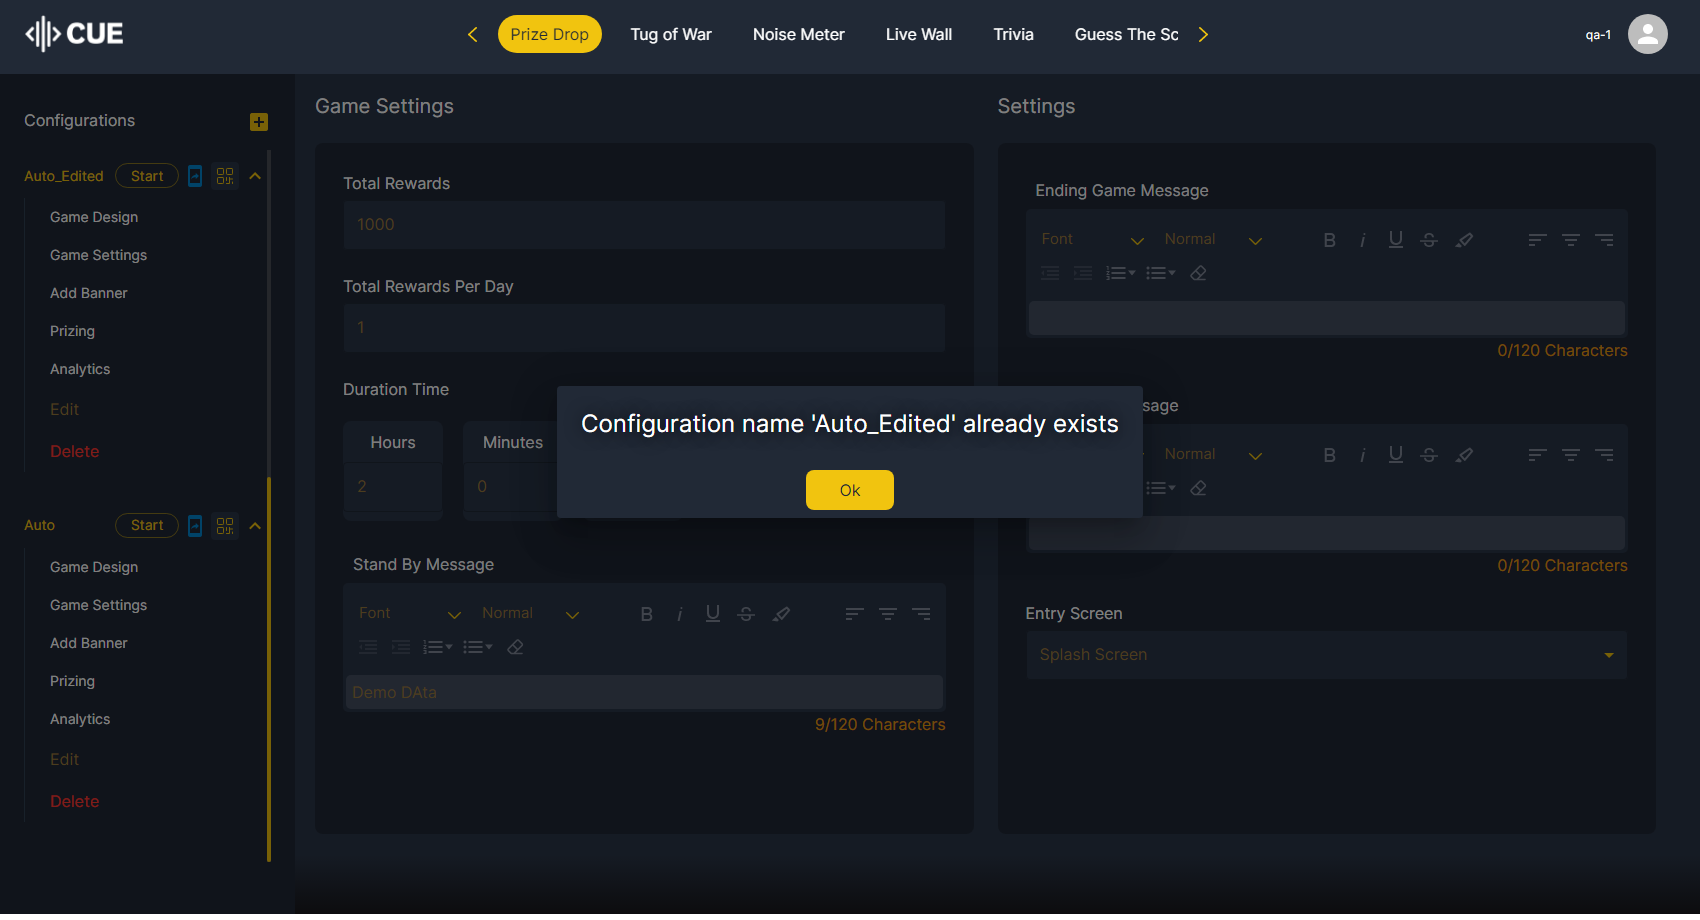 CUE
Prize Drop
Tug of War
Noise Meter
Live Wall
Trivia
Guess The Sc
qa-1
Configurations
Auto_Edited
Start
Game Design
Game Settings
Add Banner
Prizing
Analytics
Edit
Delete
Auto
Start
Game Design
Game Settings
Add Banner
Prizing
Analytics
Edit
Delete
Game Settings
Total Rewards
1000
Total Rewards Per Day
1
Duration Time
Hours
Minutes
2
0
Stand By Message
Font
Normal
Demo DAta
9/120 Characters
Settings
Ending Game Message
Font
Normal
0/120 Characters
sage
Normal
0/120 Characters
Entry Screen
Splash Screen
Configuration name 'Auto_Edited' already exists
Ok